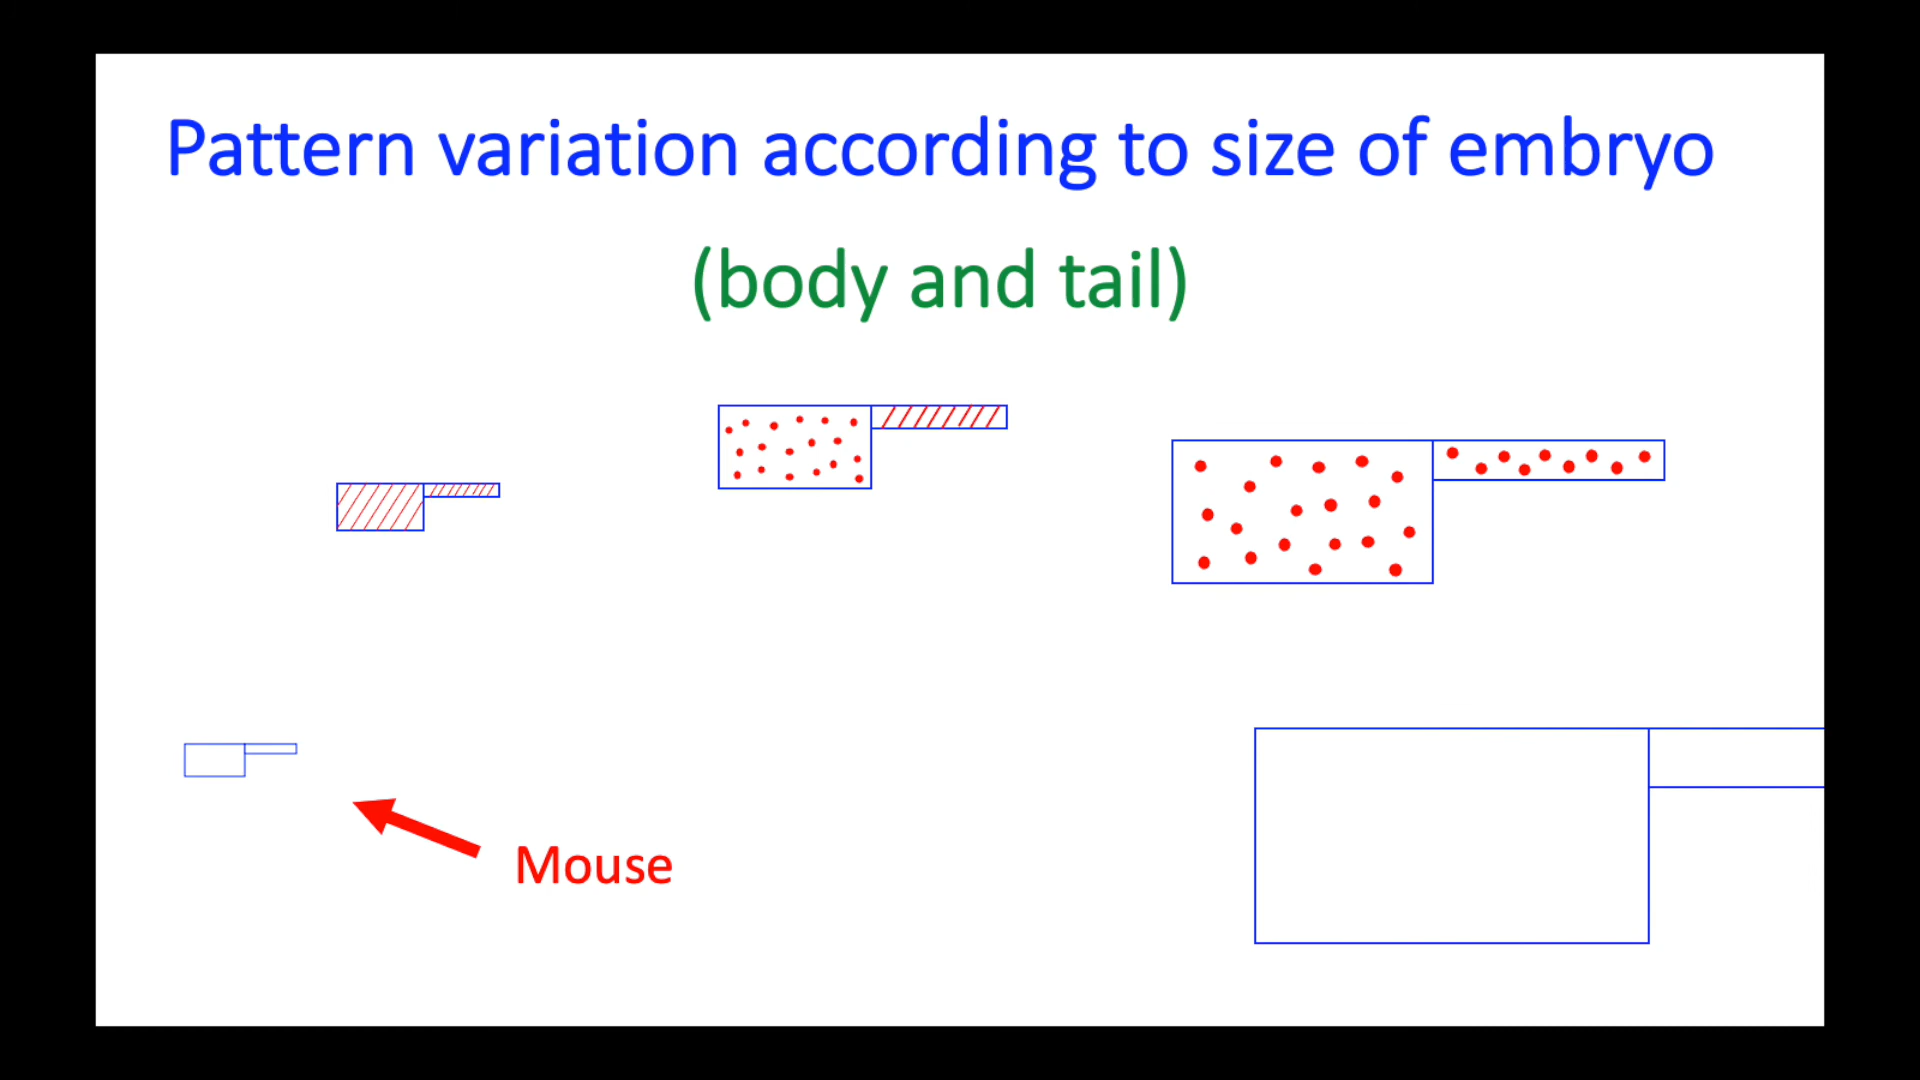 Pattern variation according to size of embryo
(body and tail)
Mouse